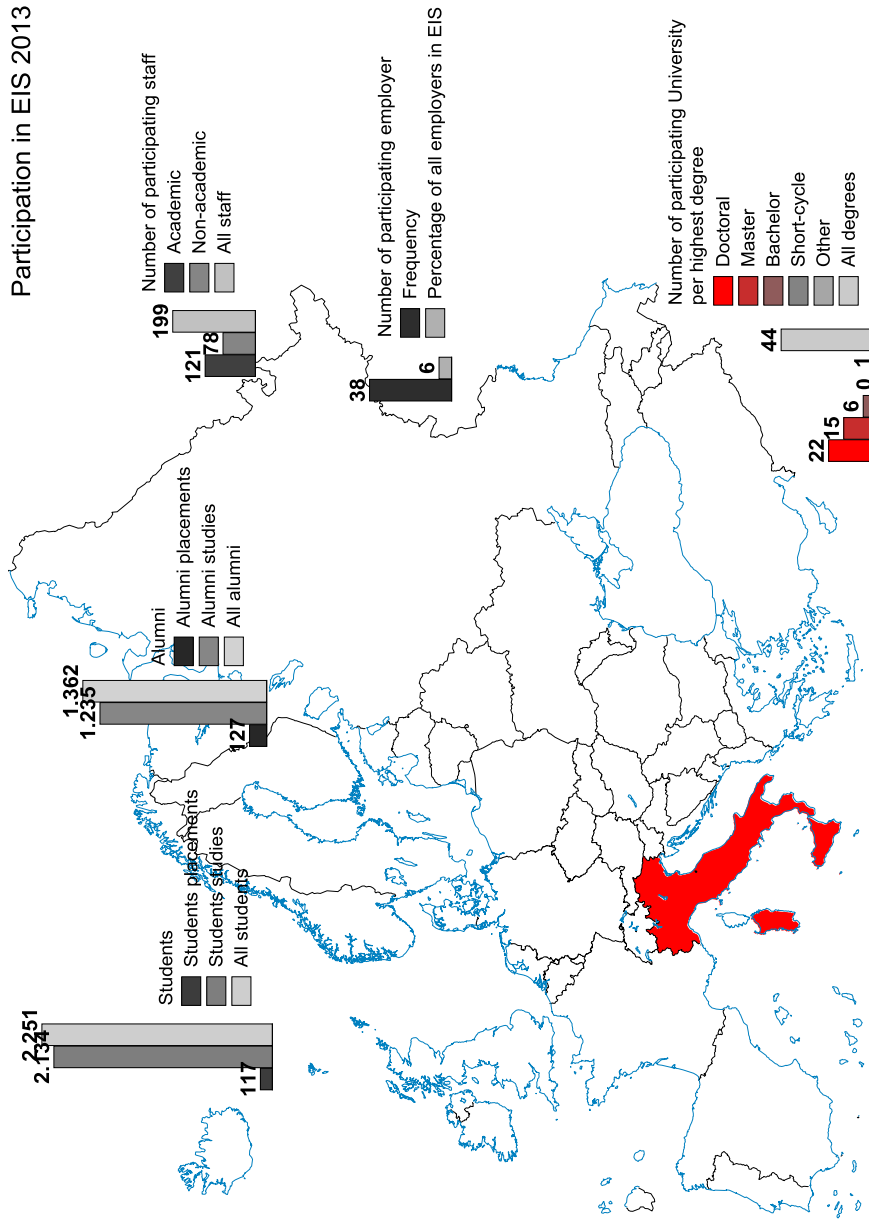 Participation in EIS 2013
Students
Students placements
Students studies
All students
117
2.134
2.251
Alumni
Alumni placements
Alumni studies
All alumni
127
1.235
1.362
Number of participating staff
Academic
Non-academic
All staff
121
78
199
Number of participating employer
Frequency
Percentage of all employers in EIS
38
6
Number of participating University
per highest degree
Doctoral
Master
Bachelor
Short-cycle
Other
All degrees
22
15
6
0
1
44